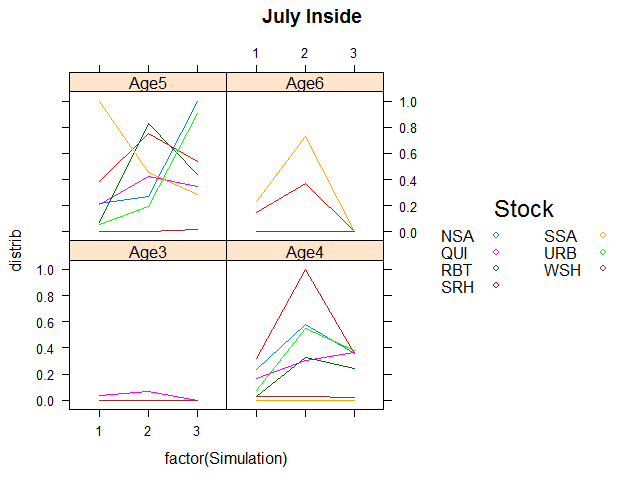 July Inside
1 2 3
Age5 Age6
1.0
0.8
0.6
0.4
0.2
0.0
distrib
Age3 Age4
1.0
0.8
0.6
0.4
0.2
0.0
1 2 3
factor(Simulation)
Stock
NSA SSA
QUI URB
RBT WSH
SRH